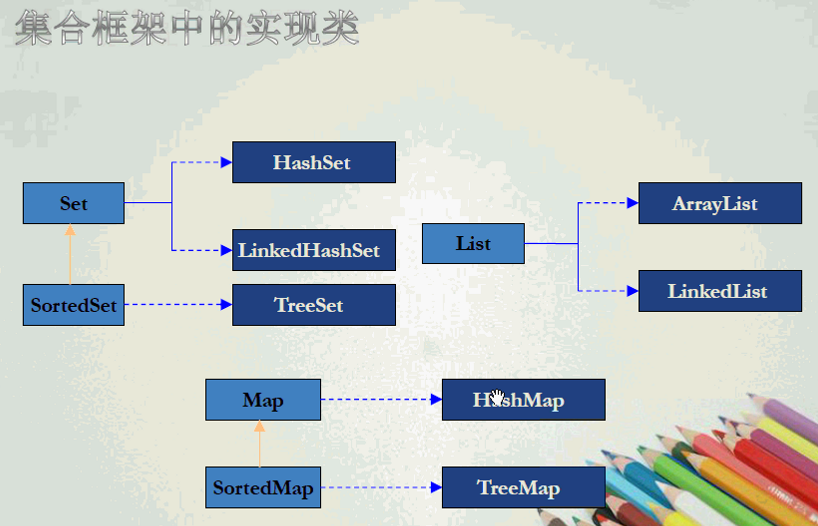 集合框架中的实现类
HashSet
Set
ArrayList
LinkedHashSet
List
SortedSet
TreeSet
LinkedList
Map
HashMap
SortedMap
TreeMap